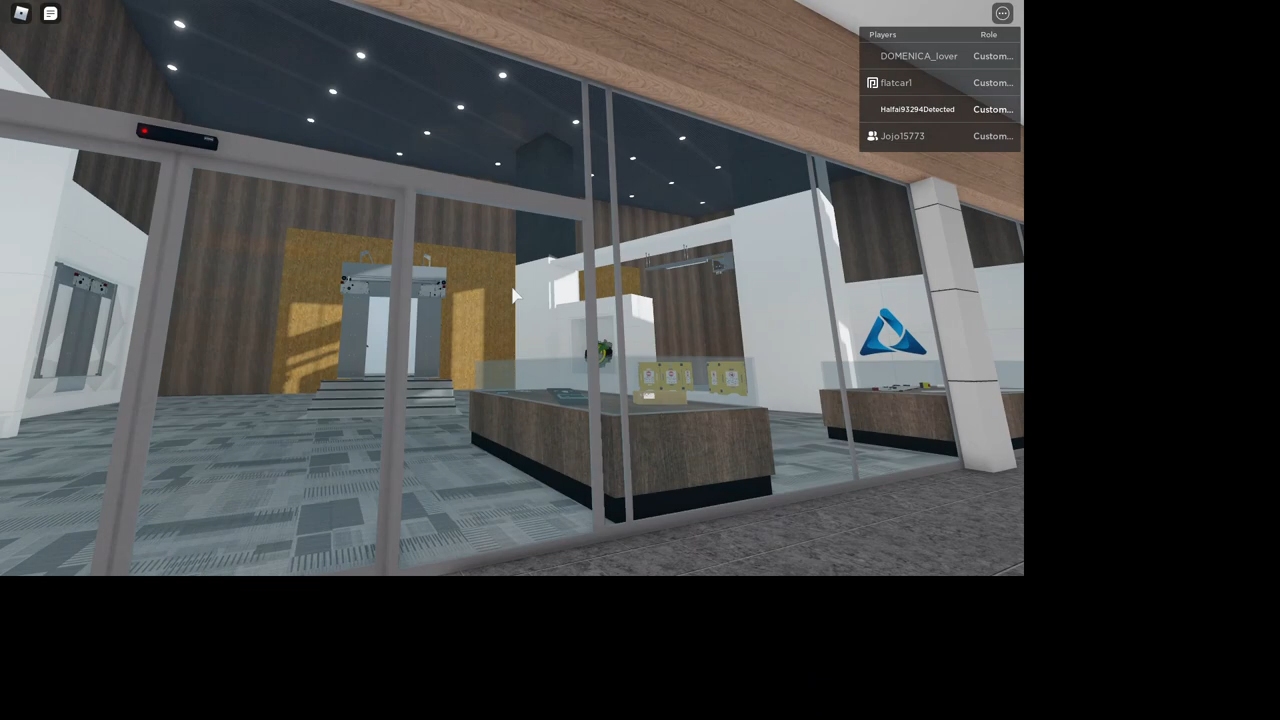 Players Role
DOMENICA_lover Custom...
flatcar1 Custom...
Halfai93294Detected Custom...
Jojo15773 Custom...